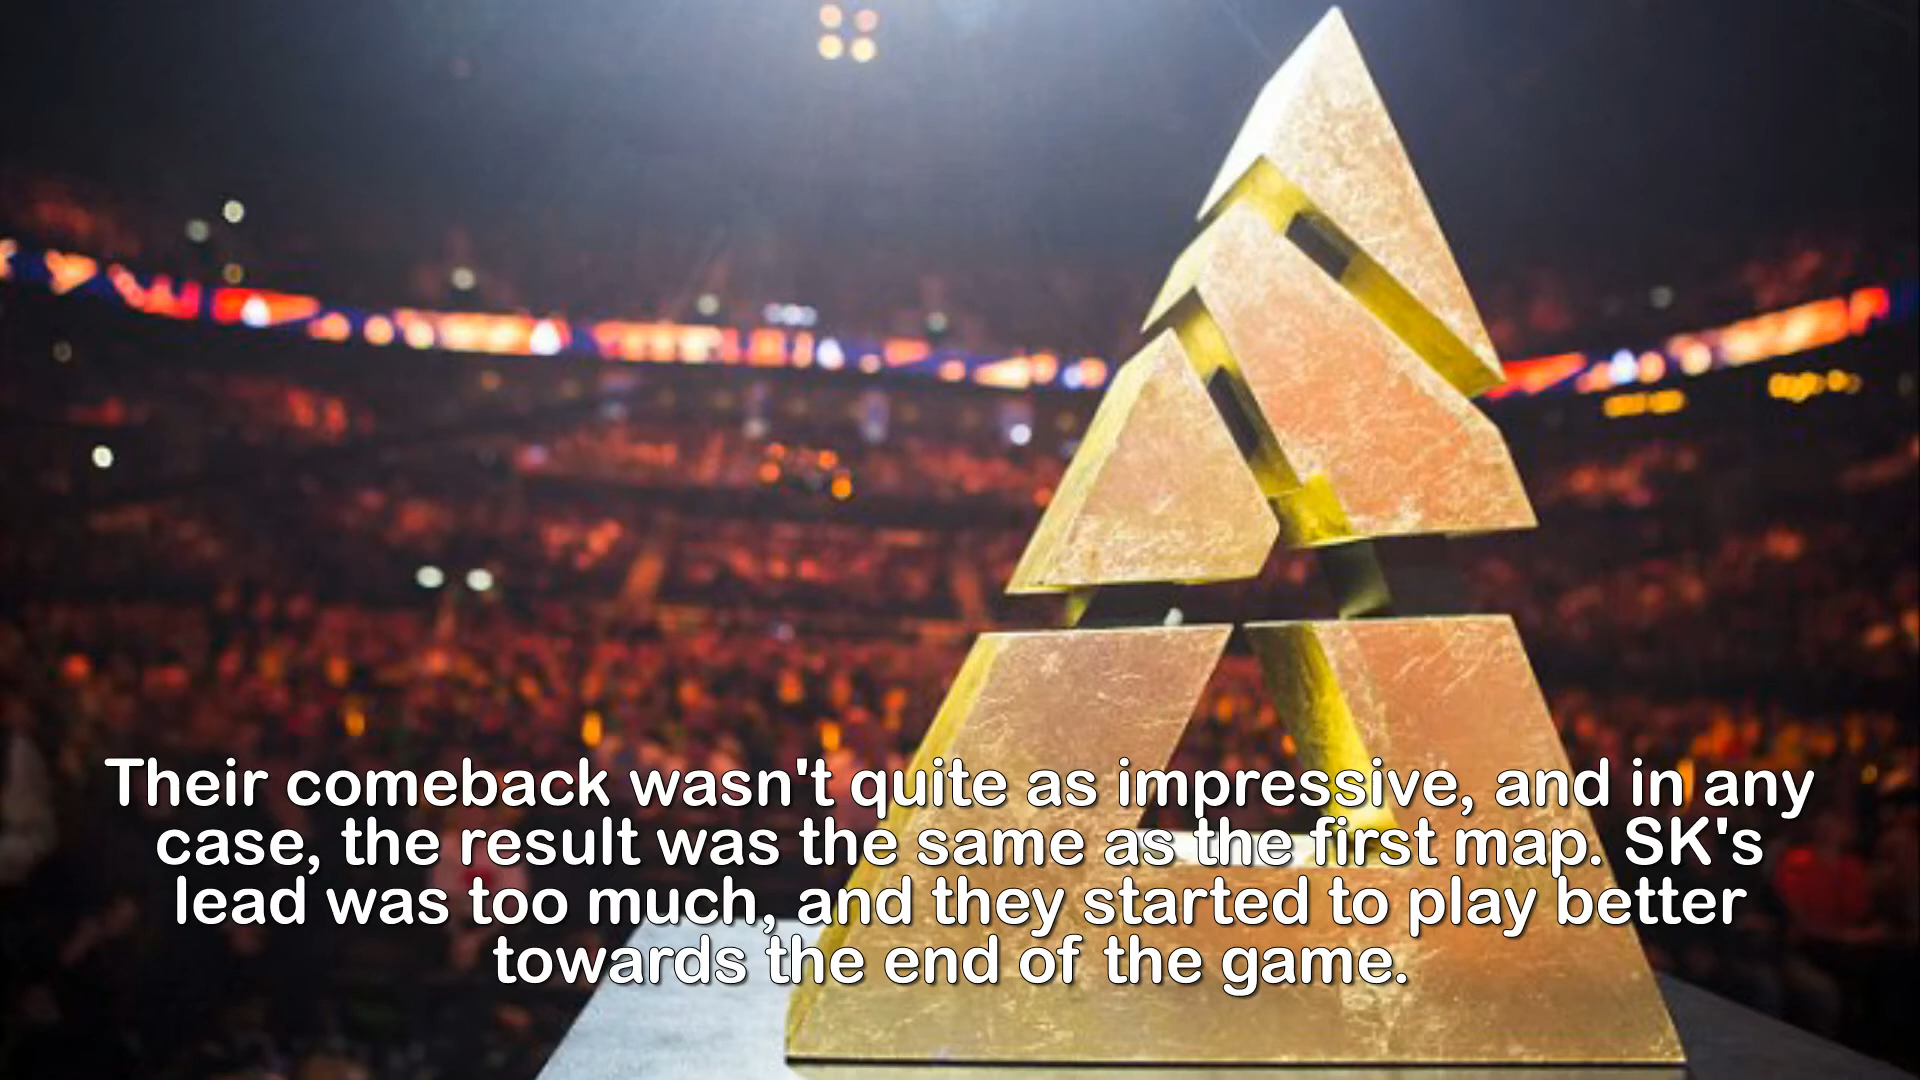 Their comeback wasn't quite as impressive, and in any
case, the result was the same as the first map. SK's
lead was too much, and they started to play better
towards the end of the game.